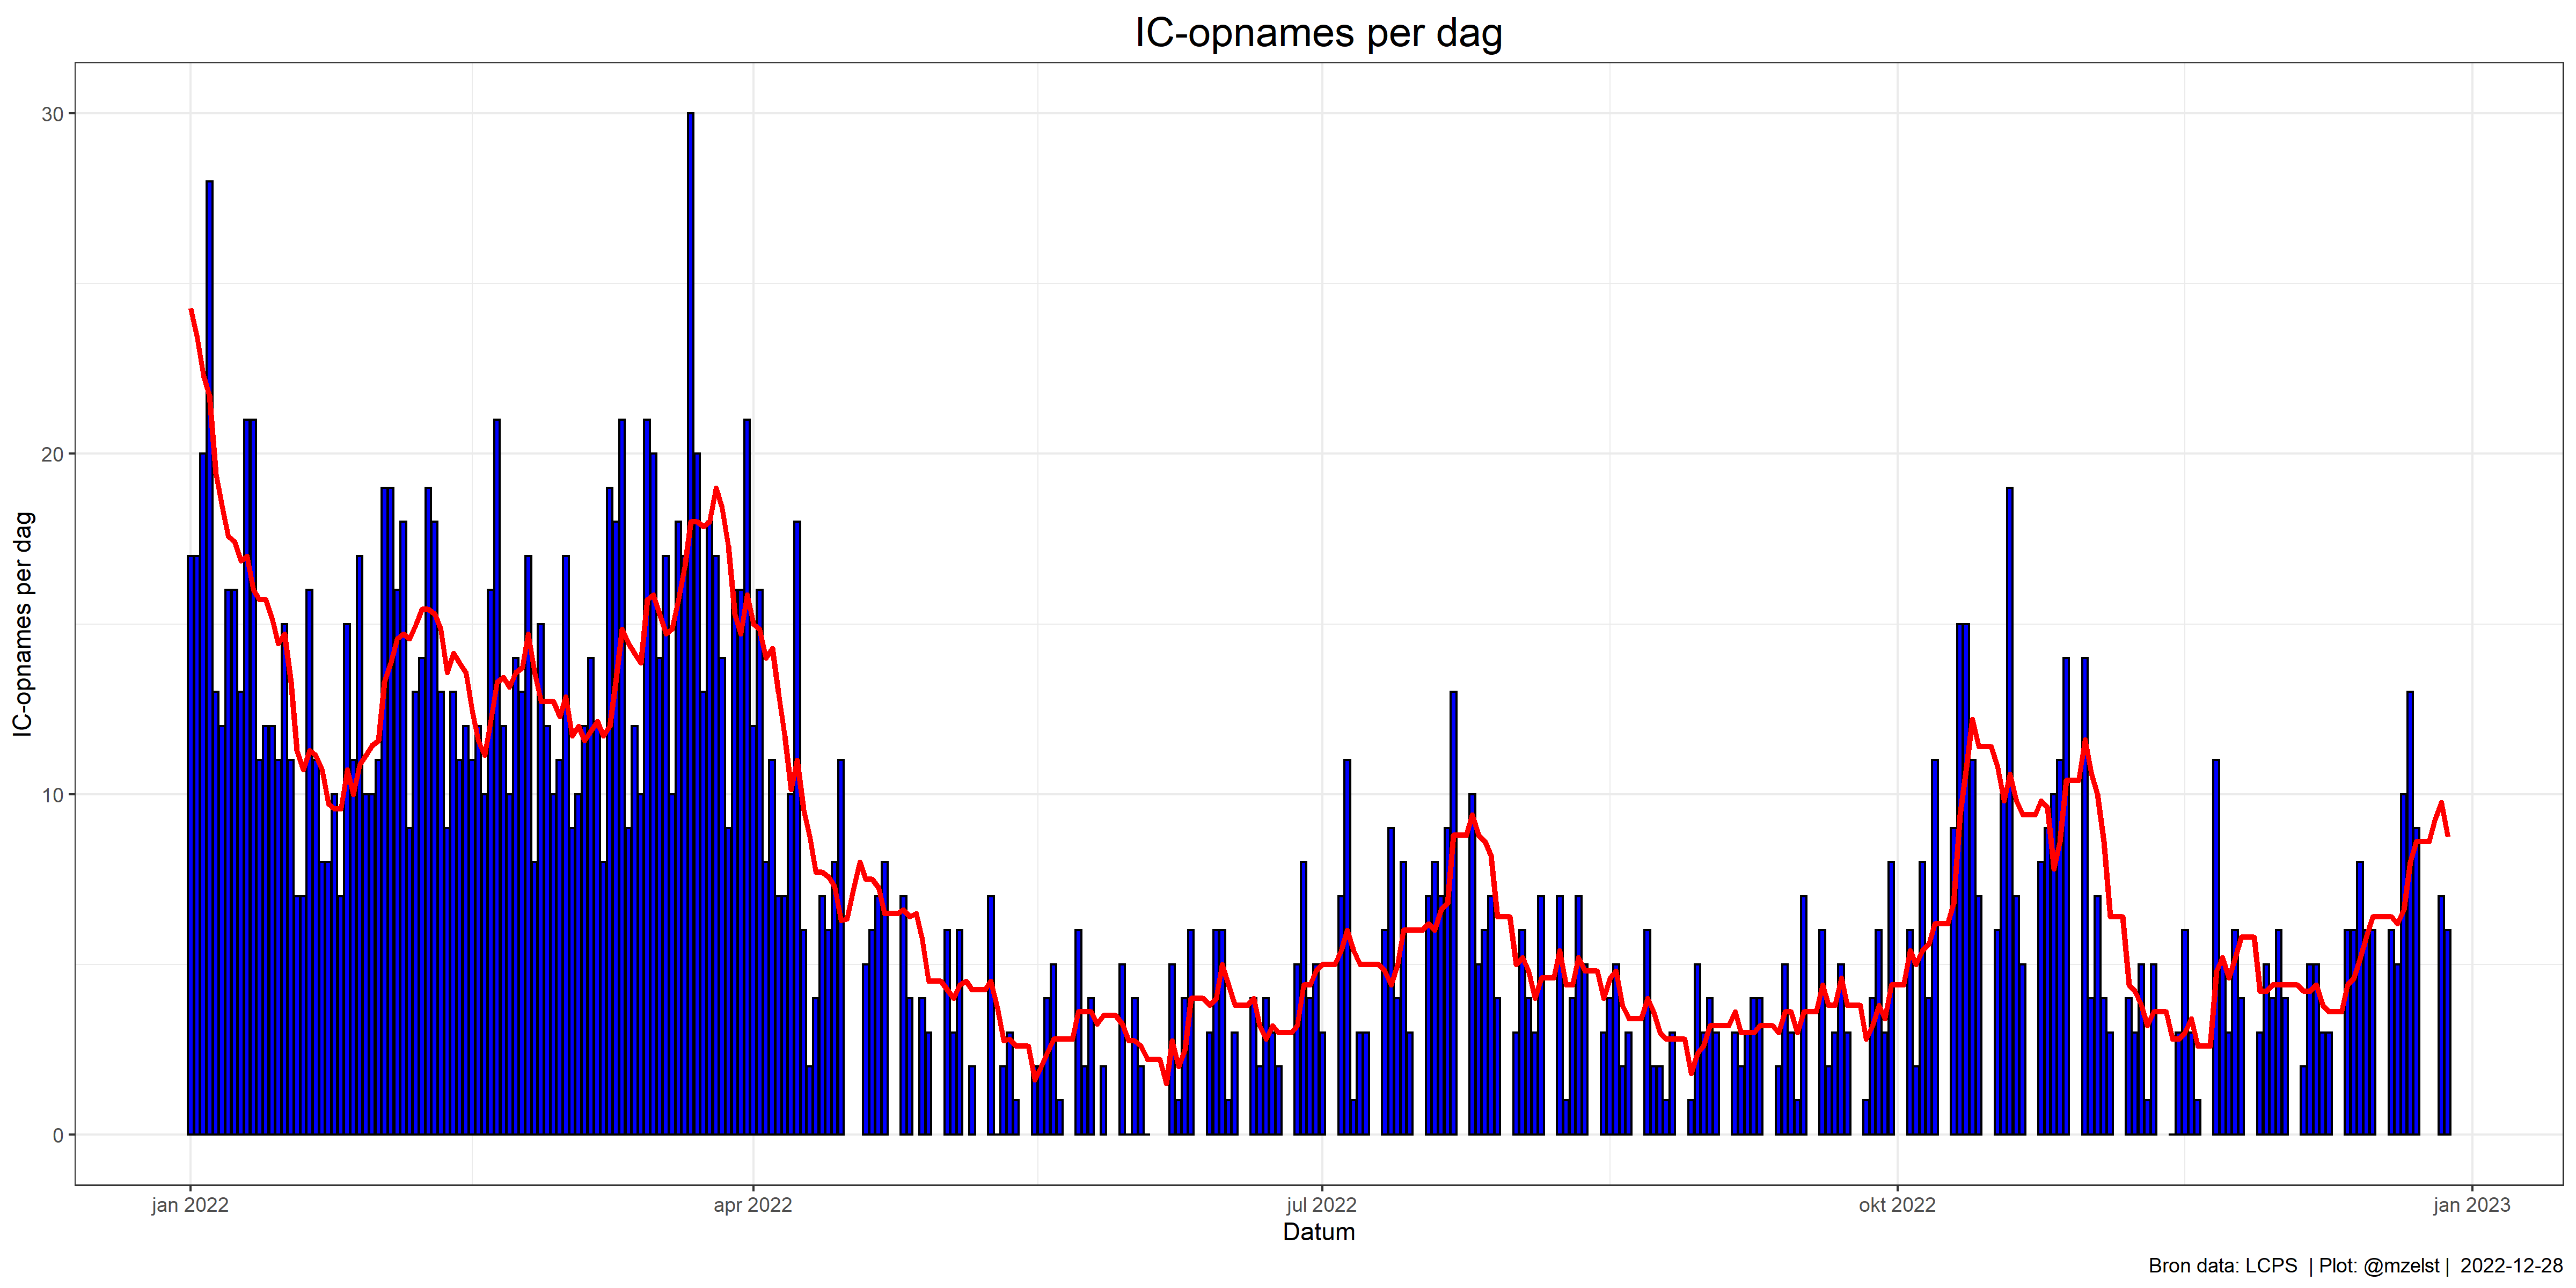 IC-opnames per dag
IC-opnames per dag
30
20
10
0
jan 2022
apr 2022
jul 2022
okt 2022
jan 2023
Datum
Bron data: LCPS | Plot: @mzelst | 2022-12-28